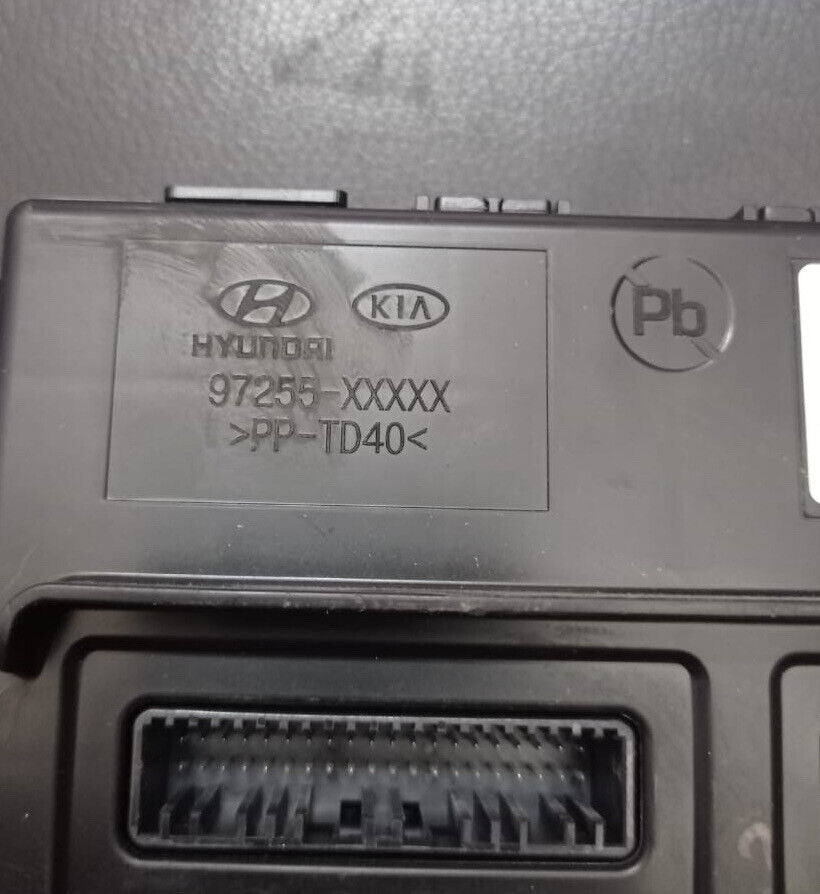 KIA
Pb
HYUNDAI
97255-XXXXX
>PP-TD40<